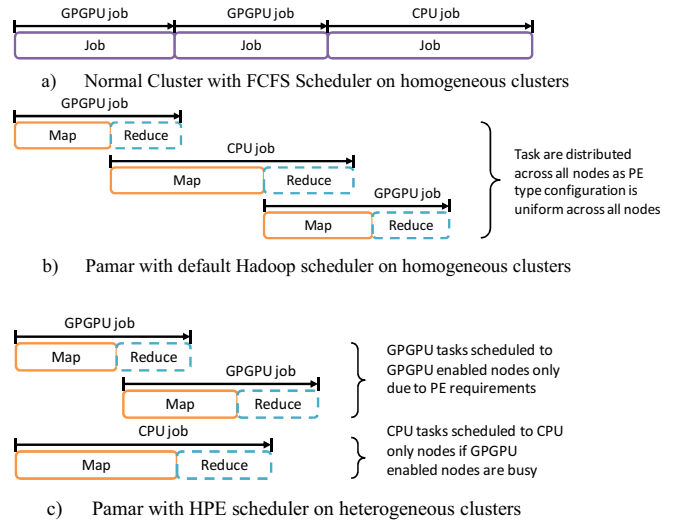 GPGPU job GPGPU job CPU job
Job Job Job
a) Normal Cluster with FCFS Scheduler on homogeneous clusters
GPGPU job
Map Reduce
CPU job
Map Reduce
GPGPU job
Map Reduce
Task are distributed
across all nodes as PE
type configuration is
uniform across all nodes
b) Pamar with default Hadoop scheduler on homogeneous clusters
GPGPU job
Map Reduce
GPGPU job
Map Reduce
GPGPU tasks scheduled to
GPGPU enabled nodes only
due to PE requirements
CPU job
Map Reduce
CPU tasks scheduled to CPU
only nodes if GPGPU
enabled nodes are busy
c) Pamar with HPE scheduler on heterogeneous clusters